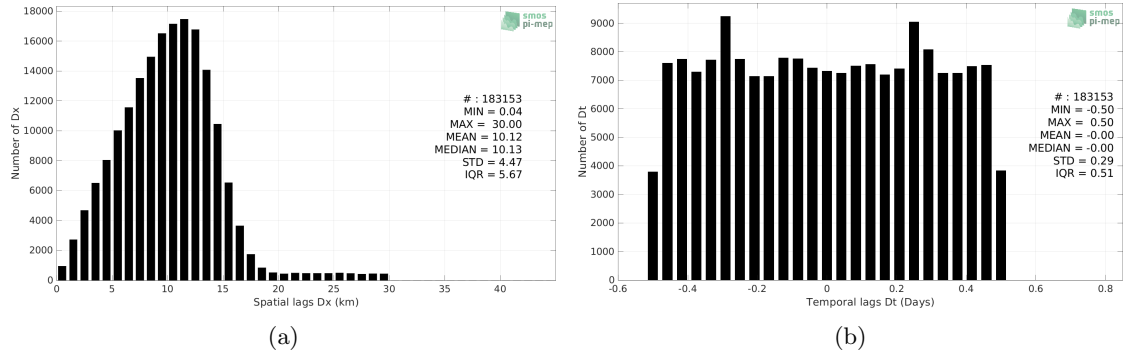 18000
16000
14000
12000
10000
8000
6000
4000
2000
0
Number of Dx
smos
pi-mep
# : 183153
MIN = 0.04
MAX = 30.00
MEAN = 10.12
MEDIAN = 10.13
STD = 4.47
IQR = 5.67
0 5 10 15 20 25 30 35 40
Spatial lags Dx (km)
(a)
9000
8000
7000
6000
5000
4000
3000
2000
1000
0
Number of Dt
smos
pi-mep
# : 183153
MIN = -0.50
MAX = 0.50
MEAN = -0.00
MEDIAN = -0.00
STD = 0.29
IQR = 0.51
-0.6 -0.4 -0.2 0 0.2 0.4 0.6 0.8
Temporal lags Dt (Days)
(b)